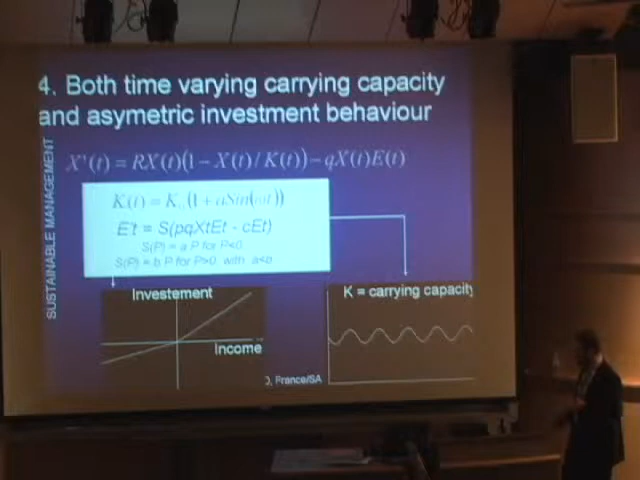 4. Both time varying carrying capacity
and asymetric investment behaviour
SUSTAINABLE MANAGEMENT
X'(t) = RX(t)(1 − X(t)/K(t)) − qX(t)E(t)
K(t) = K (1 + aSin(ωt))
E't = S(pqXtEt - cEt)
S(P) = a P for P<0
S(P) = b P for P>0 with a<b
Investement
K = carrying capacity
Income
, France/SA